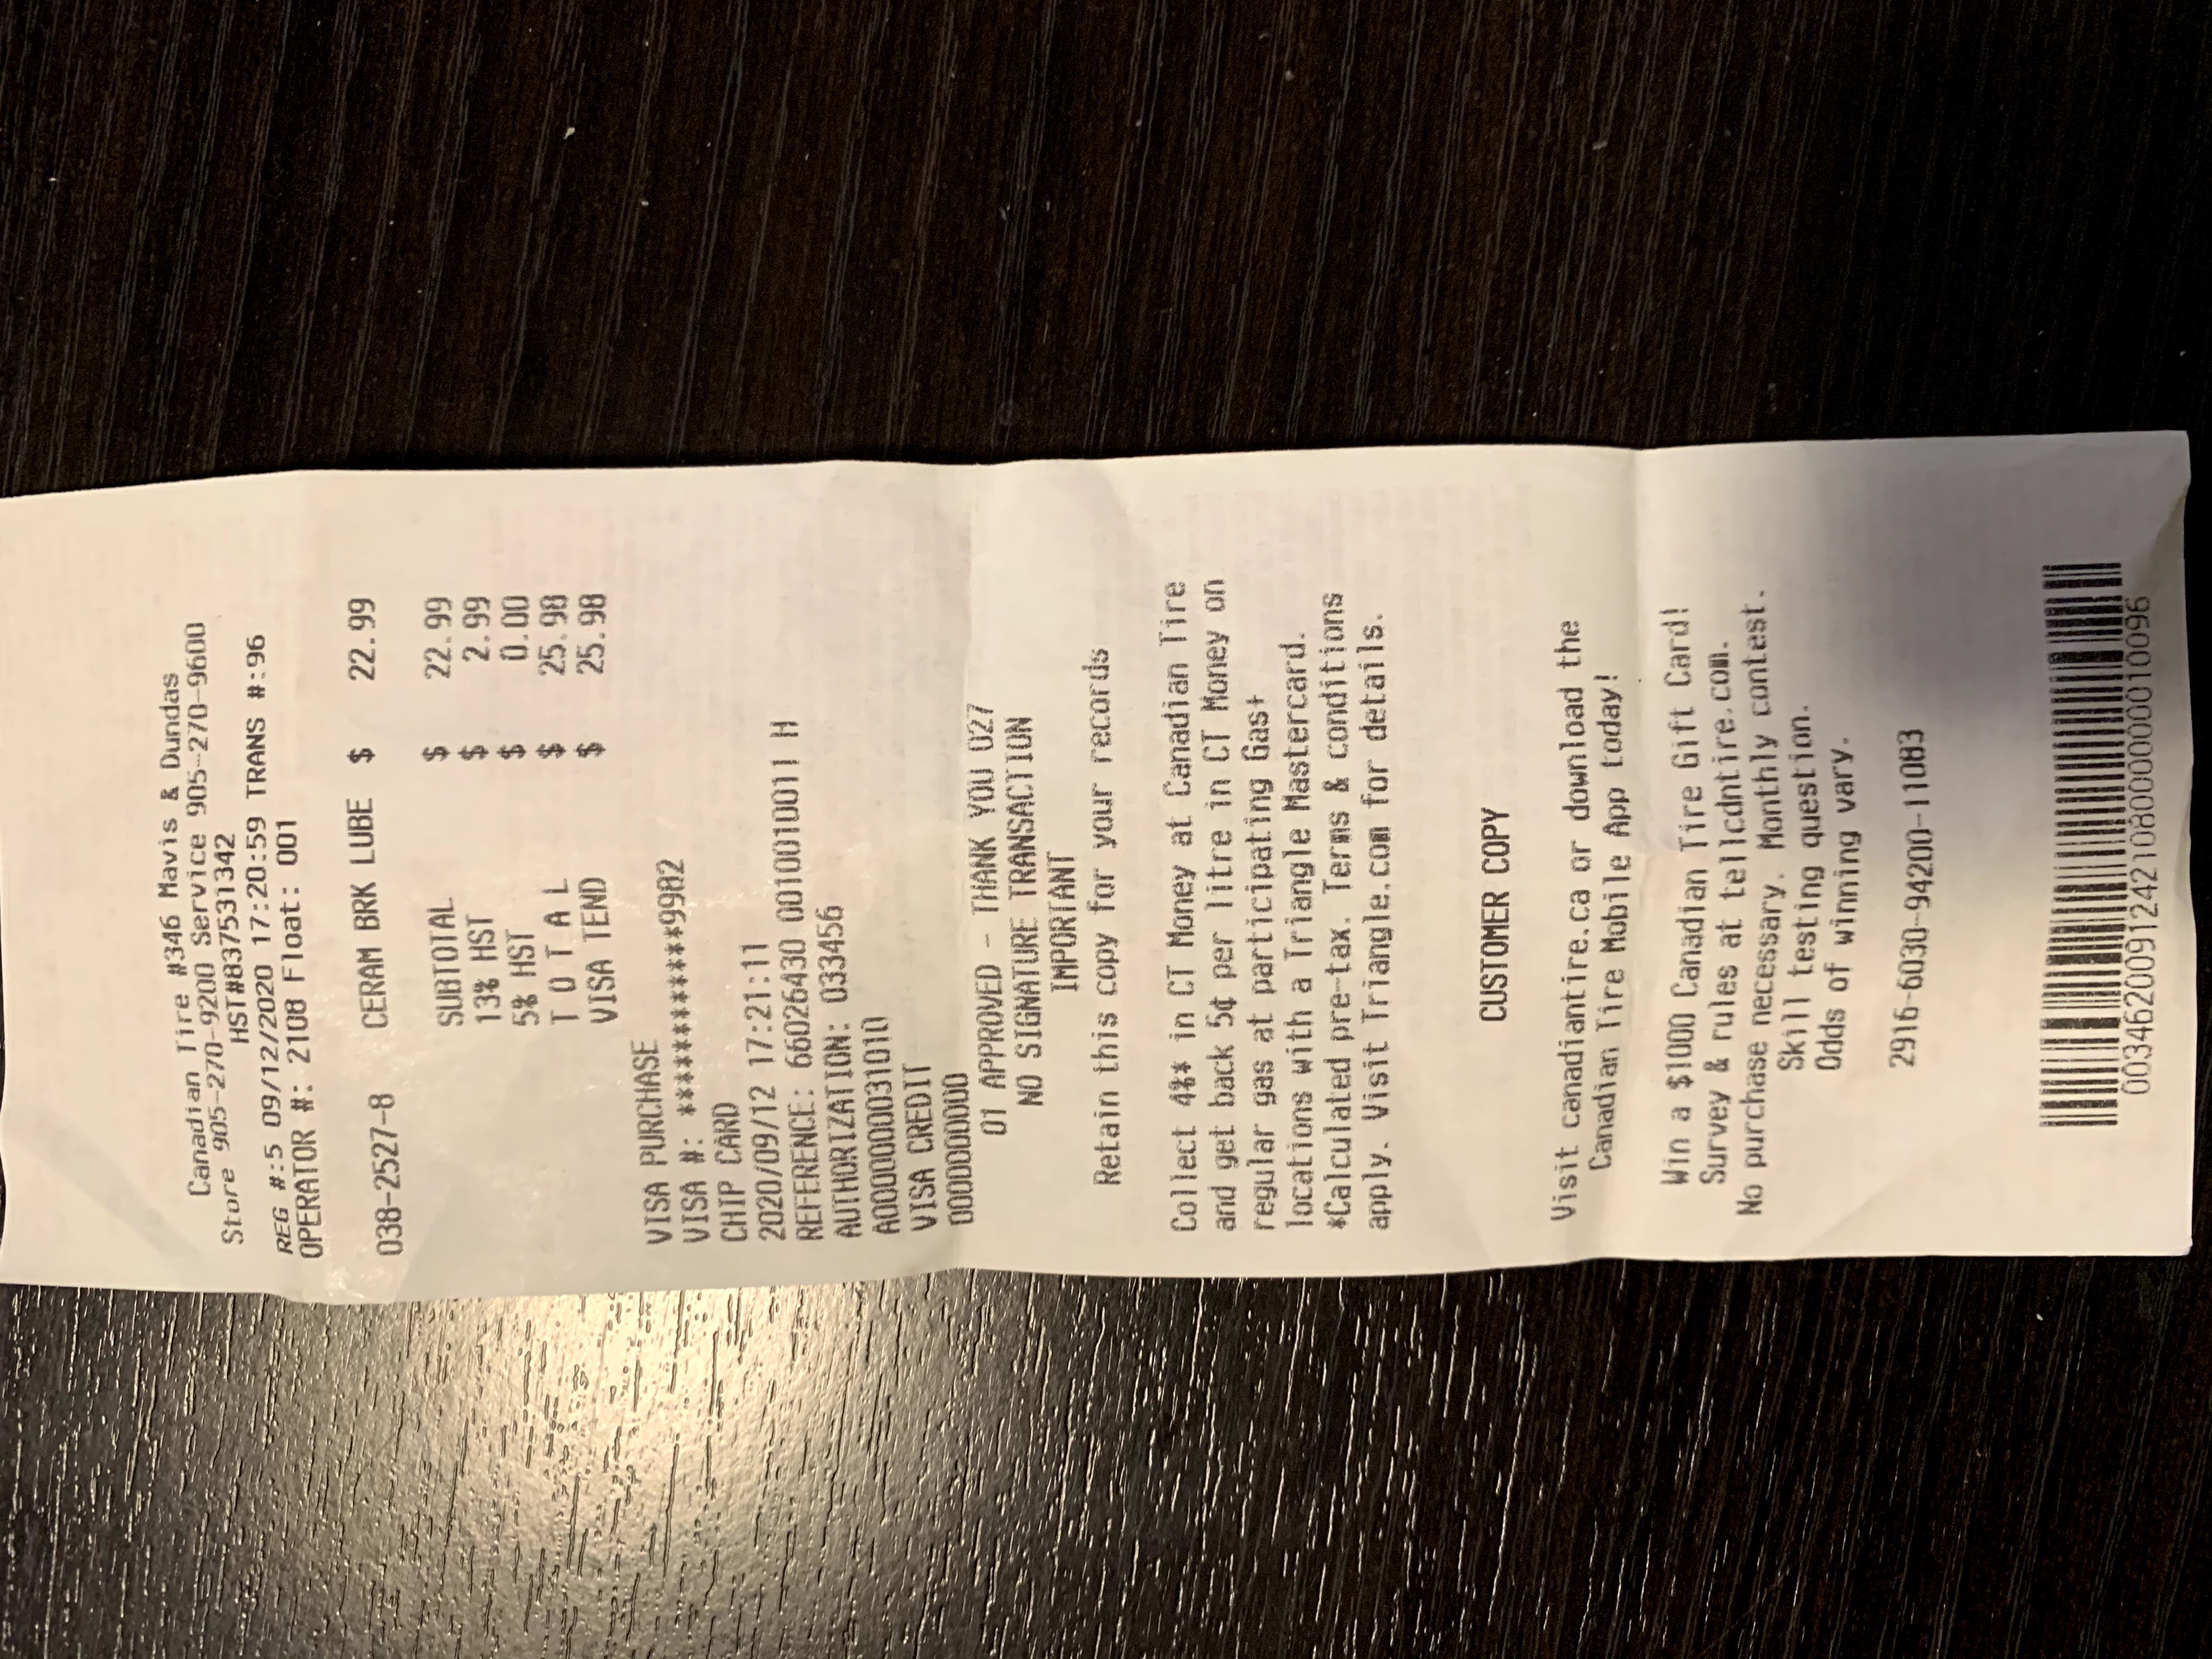 Canadian Tire #346 Mavis & Dundas
Store 905-270-9200 Service 905-270-9600
HST#837531342
REG #:5 09/12/2020 17:20:59 TRANS #:96
OPERATOR #: 2108 Float: 001
038-2527-8 CERAM BRK LUBE $ 22.99
SUBTOTAL $ 22.99
13% HST $ 2.99
5% HST $ 0.00
T O T A L $ 25.98
VISA TEND $ 25.98
VISA PURCHASE
VISA #: ************9982
CHIP CARD
2020/09/12 17:21:11
REFERENCE: 66026430 0010010011 H
AUTHORIZATION: 033456
A0000000031010
VISA CREDIT
0000000000
01 APPROVED - THANK YOU 027
NO SIGNATURE TRANSACTION
IMPORTANT
Retain this copy for your records
Collect 4%* in CT Money at Canadian Tire
and get back 5¢ per litre in CT Money on
regular gas at participating Gas+
locations with a Triangle Mastercard.
*Calculated pre-tax. Terms & conditions
apply. Visit Triangle.com for details.
CUSTOMER COPY
Visit canadiantire.ca or download the
Canadian Tire Mobile App today!
Win a $1000 Canadian Tire Gift Card!
Survey & rules at tellcdntire.com.
No purchase necessary. Monthly contest.
Skill testing question.
Odds of winning vary.
2916-6030-94200-11083
00346200912421080000000010096